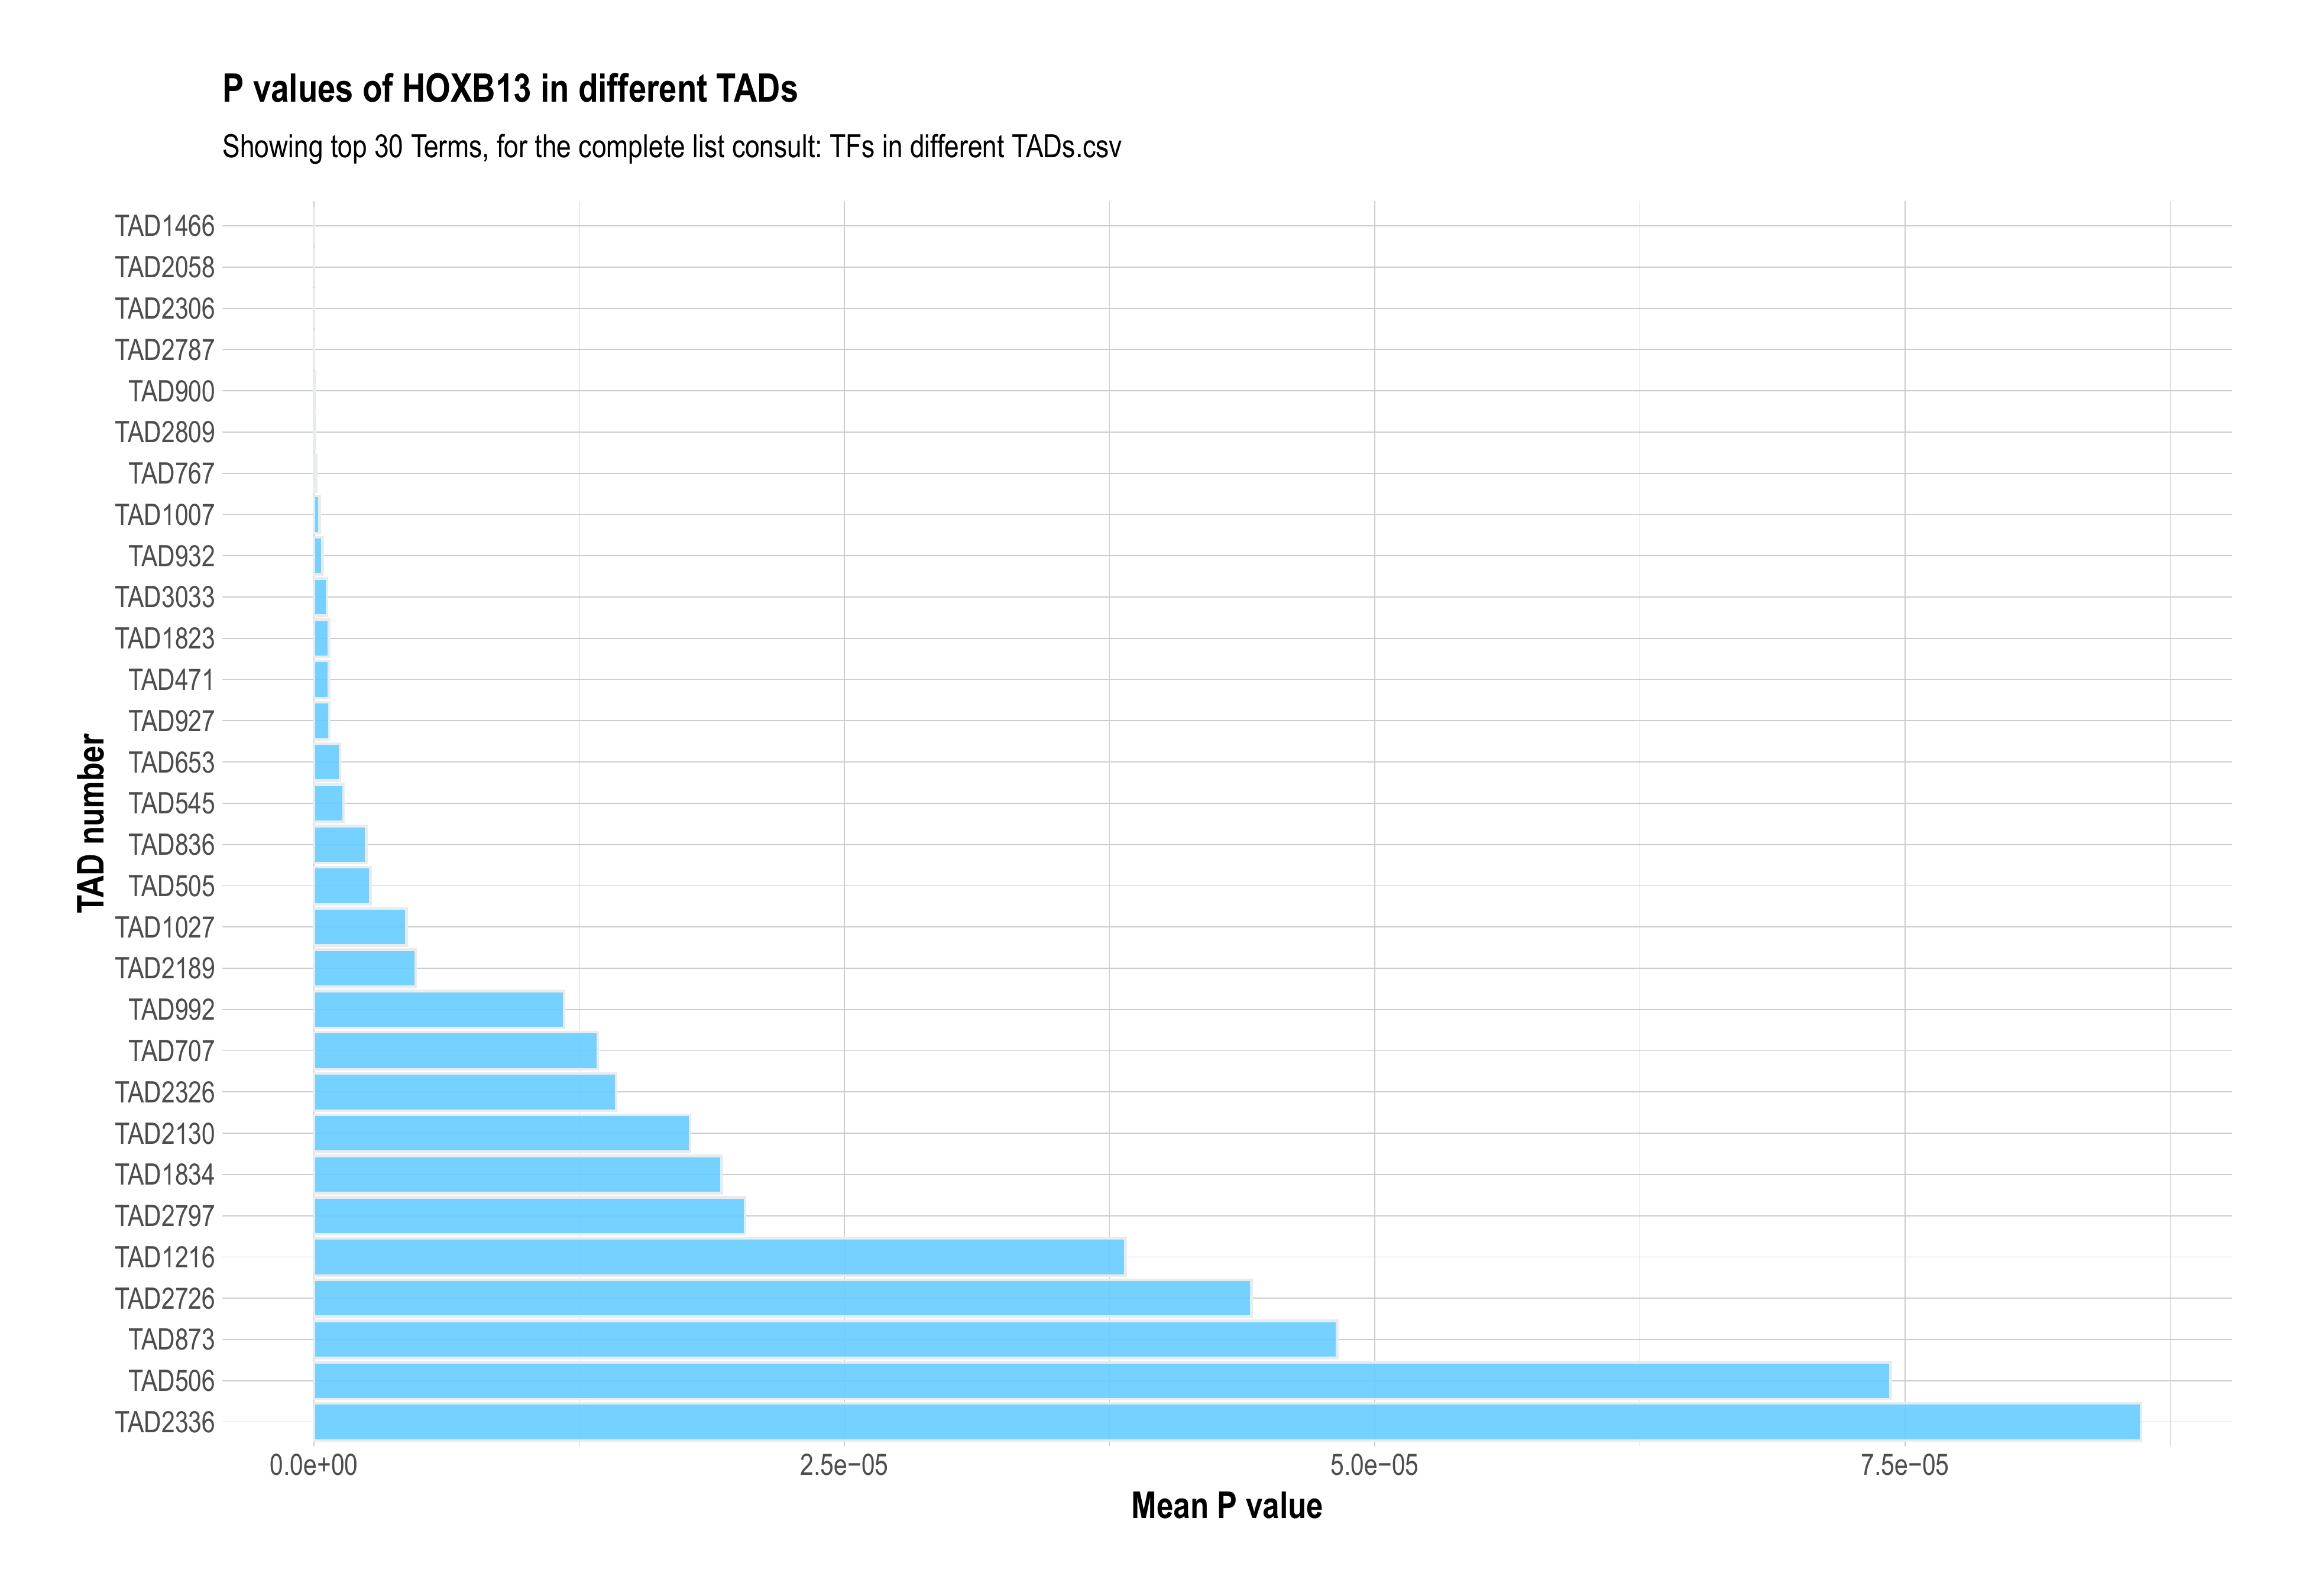 P values of HOXB13 in different TADs
Showing top 30 Terms, for the complete list consult: TFs in different TADs.csv
TAD number
TAD1466
TAD2058
TAD2306
TAD2787
TAD900
TAD2809
TAD767
TAD1007
TAD932
TAD3033
TAD1823
TAD471
TAD927
TAD653
TAD545
TAD836
TAD505
TAD1027
TAD2189
TAD992
TAD707
TAD2326
TAD2130
TAD1834
TAD2797
TAD1216
TAD2726
TAD873
TAD506
TAD2336
0.0e+00 2.5e−05 5.0e−05 7.5e−05
Mean P value